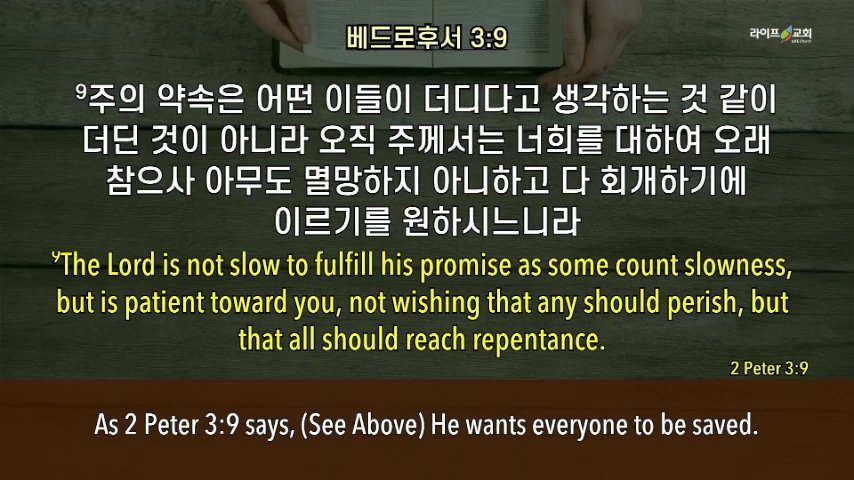 베드로후서 3:9
라이프교회
LIFE Church
⁹주의 약속은 어떤 이들이 더디다고 생각하는 것 같이
더딘 것이 아니라 오직 주께서는 너희를 대하여 오래
참으사 아무도 멸망하지 아니하고 다 회개하기에
이르기를 원하시느니라
⁹The Lord is not slow to fulfill his promise as some count slowness,
but is patient toward you, not wishing that any should perish, but
that all should reach repentance.
2 Peter 3:9
As 2 Peter 3:9 says, (See Above) He wants everyone to be saved.